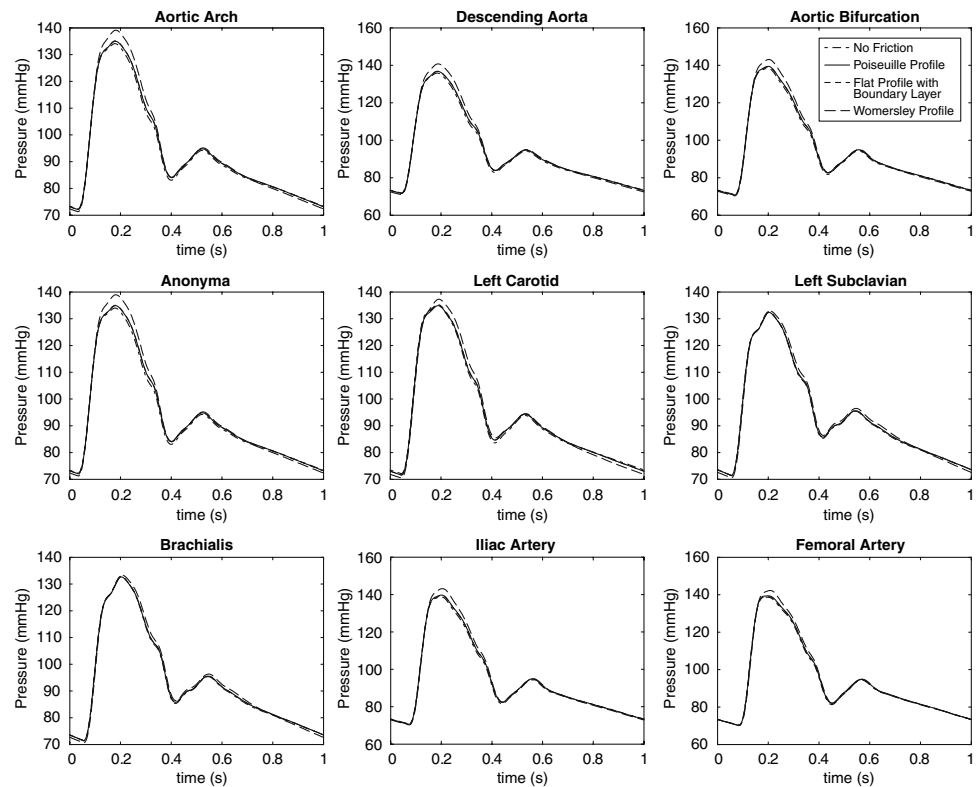 Aortic Arch
Pressure (mmHg)
140
130
120
110
100
90
80
70
0 0.2 0.4 0.6 0.8 1
time (s)
Descending Aorta
Pressure (mmHg)
160
140
120
100
80
60
0 0.2 0.4 0.6 0.8 1
time (s)
Aortic Bifurcation
Pressure (mmHg)
160
140
120
100
80
60
0 0.2 0.4 0.6 0.8 1
time (s)
No Friction
Poiseuille Profile
Flat Profile with
Boundary Layer
Womersley Profile
Anonyma
Pressure (mmHg)
140
130
120
110
100
90
80
70
0 0.2 0.4 0.6 0.8 1
time (s)
Left Carotid
Pressure (mmHg)
140
130
120
110
100
90
80
70
0 0.2 0.4 0.6 0.8 1
time (s)
Left Subclavian
Pressure (mmHg)
140
130
120
110
100
90
80
70
0 0.2 0.4 0.6 0.8 1
time (s)
Brachialis
Pressure (mmHg)
140
130
120
110
100
90
80
70
0 0.2 0.4 0.6 0.8 1
time (s)
Iliac Artery
Pressure (mmHg)
160
140
120
100
80
60
0 0.2 0.4 0.6 0.8 1
time (s)
Femoral Artery
Pressure (mmHg)
160
140
120
100
80
60
0 0.2 0.4 0.6 0.8 1
time (s)